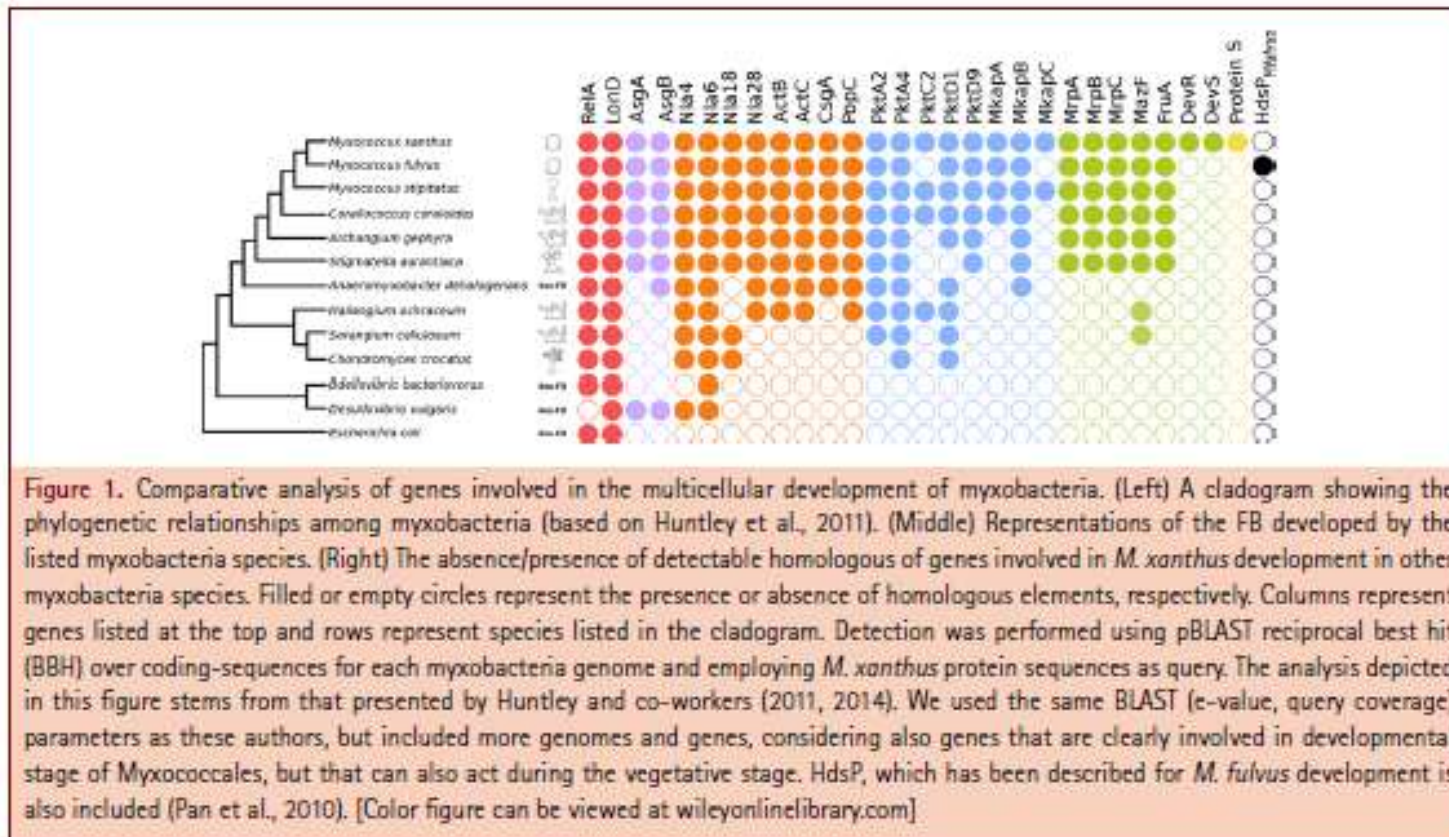 RelA
LonD
AsgA
AsgB
Nla4
Nla6
Nla18
Nla28
ActB
ActC
CsgA
PopC
PktA2
PktA4
PktC2
PktD1
PktD9
MkapA
MkapB
MkapC
MrpA
MrpB
MrpC
MazF
FruA
DevR
DevS
Protein S
Myxococcus xanthus
Myxococcus fulvus
Myxococcus stipitatus
Corallococcus coralloides
Archangium gephyra
Stigmatella aurantiaca
Anaeromyxobacter dehalogenans
Haliangium ochraceum
Sorangium cellulosum
Chondromyces crocatus
Bdellovibrio bacteriovorus
Desulfovibrio vulgaris
Escherichia coli
Figure 1. Comparative analysis of genes involved in the multicellular development of myxobacteria. (Left) A cladogram showing the
phylogenetic relationships among myxobacteria (based on Huntley et al., 2011). (Middle) Representations of the FB developed by the
listed myxobacteria species. (Right) The absence/presence of detectable homologous of genes involved in M. xanthus development in other
myxobacteria species. Filled or empty circles represent the presence or absence of homologous elements, respectively. Columns represent
genes listed at the top and rows represent species listed in the cladogram. Detection was performed using pBLAST reciprocal best hi
(BBH) over coding-sequences for each myxobacteria genome and employing M. xanthus protein sequences as query. The analysis depicted
in this figure stems from that presented by Huntley and co-workers (2011, 2014). We used the same BLAST (e-value, query coverage
parameters as these authors, but included more genomes and genes, considering also genes that are clearly involved in developmenta
stage of Myxococcales, but that can also act during the vegetative stage. HdsP, which has been described for M. fulvus development is
also included (Pan et al., 2010). [Color figure can be viewed at wileyonlinelibrary.com]